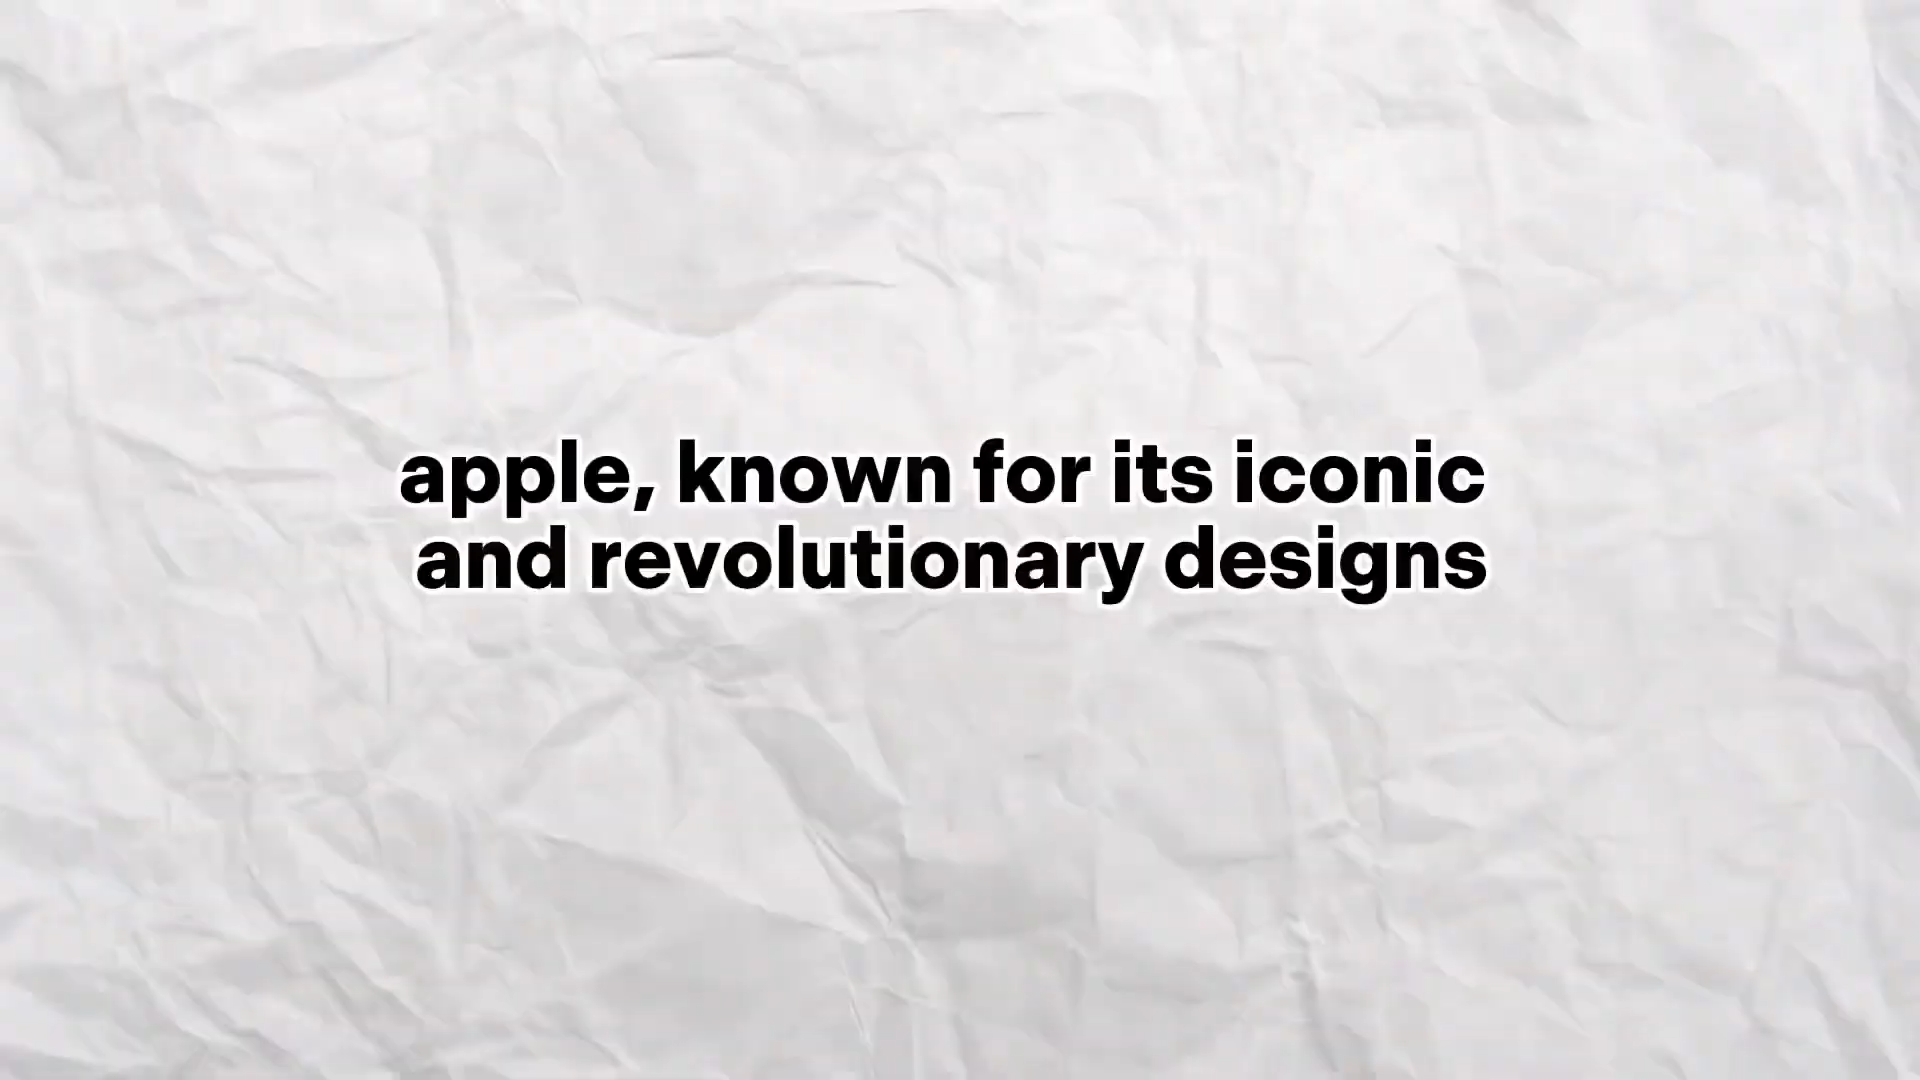 apple, known for its iconic
and revolutionary designs